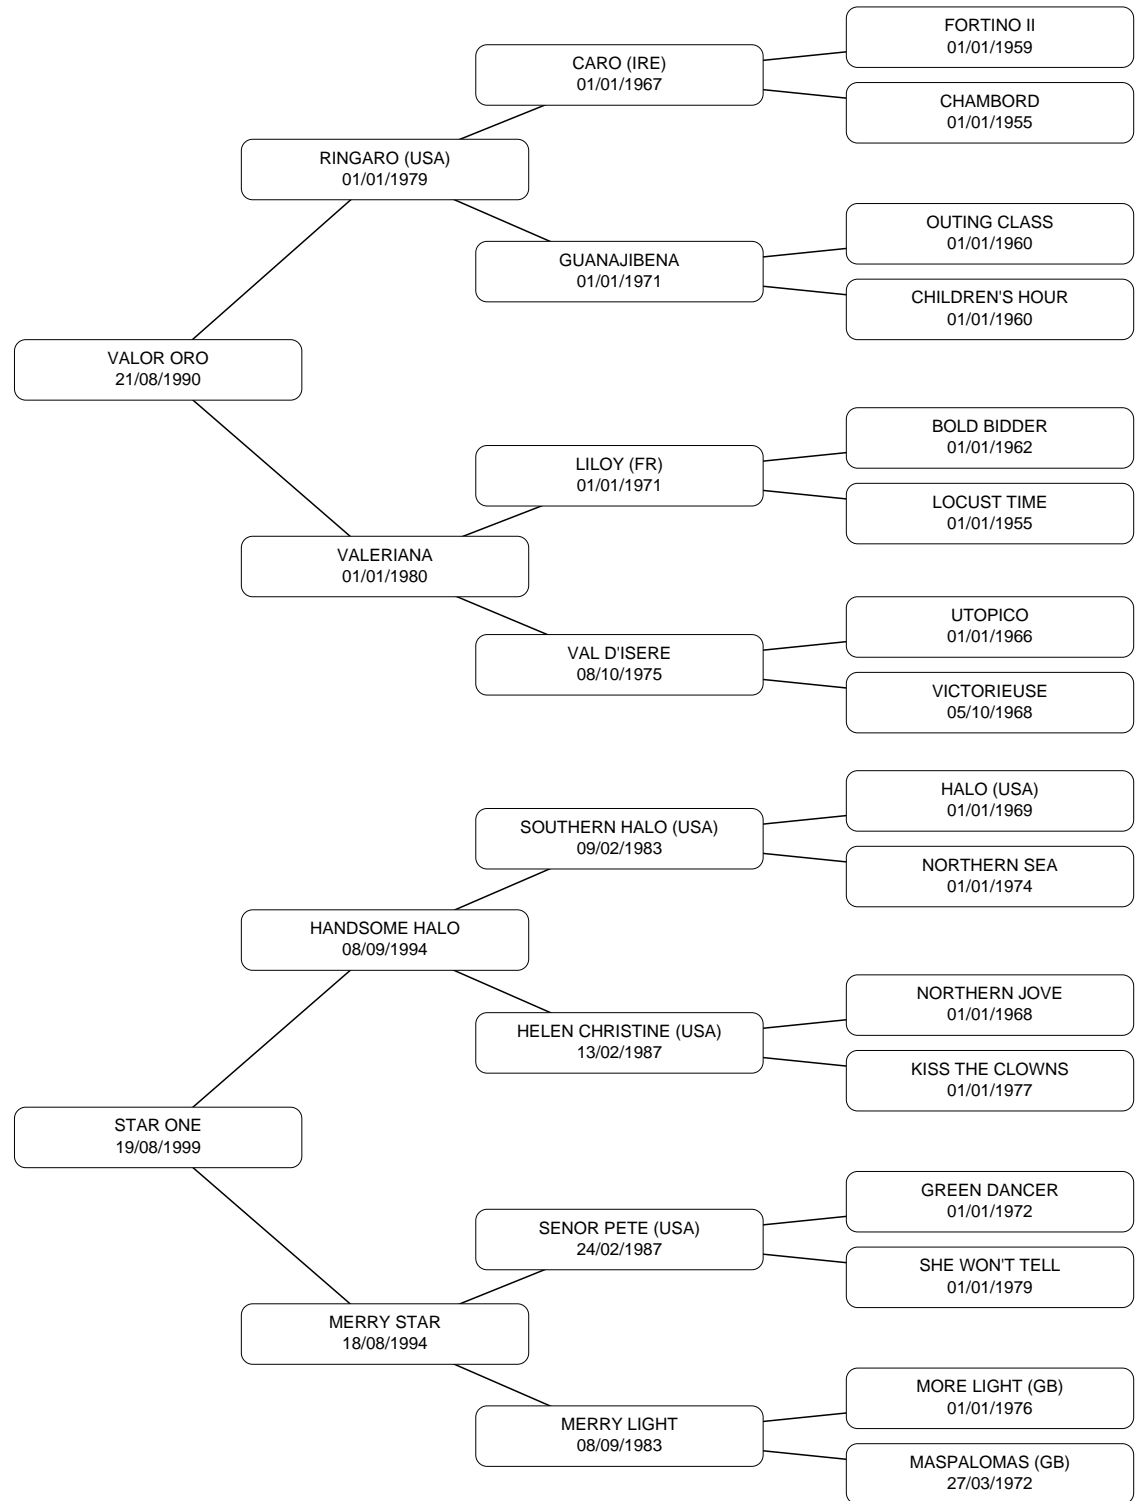 FORTINO II
01/01/1959
CARO (IRE)
01/01/1967
CHAMBORD
01/01/1955
RINGARO (USA)
01/01/1979
OUTING CLASS
01/01/1960
GUANAJIBENA
01/01/1971
CHILDREN'S HOUR
01/01/1960
VALOR ORO
21/08/1990
BOLD BIDDER
01/01/1962
LILOY (FR)
01/01/1971
LOCUST TIME
01/01/1955
VALERIANA
01/01/1980
UTOPICO
01/01/1966
VAL D'ISERE
08/10/1975
VICTORIEUSE
05/10/1968
HALO (USA)
01/01/1969
SOUTHERN HALO (USA)
09/02/1983
NORTHERN SEA
01/01/1974
HANDSOME HALO
08/09/1994
NORTHERN JOVE
01/01/1968
HELEN CHRISTINE (USA)
13/02/1987
KISS THE CLOWNS
01/01/1977
STAR ONE
19/08/1999
GREEN DANCER
01/01/1972
SENOR PETE (USA)
24/02/1987
SHE WON'T TELL
01/01/1979
MERRY STAR
18/08/1994
MORE LIGHT (GB)
01/01/1976
MERRY LIGHT
08/09/1983
MASPALOMAS (GB)
27/03/1972